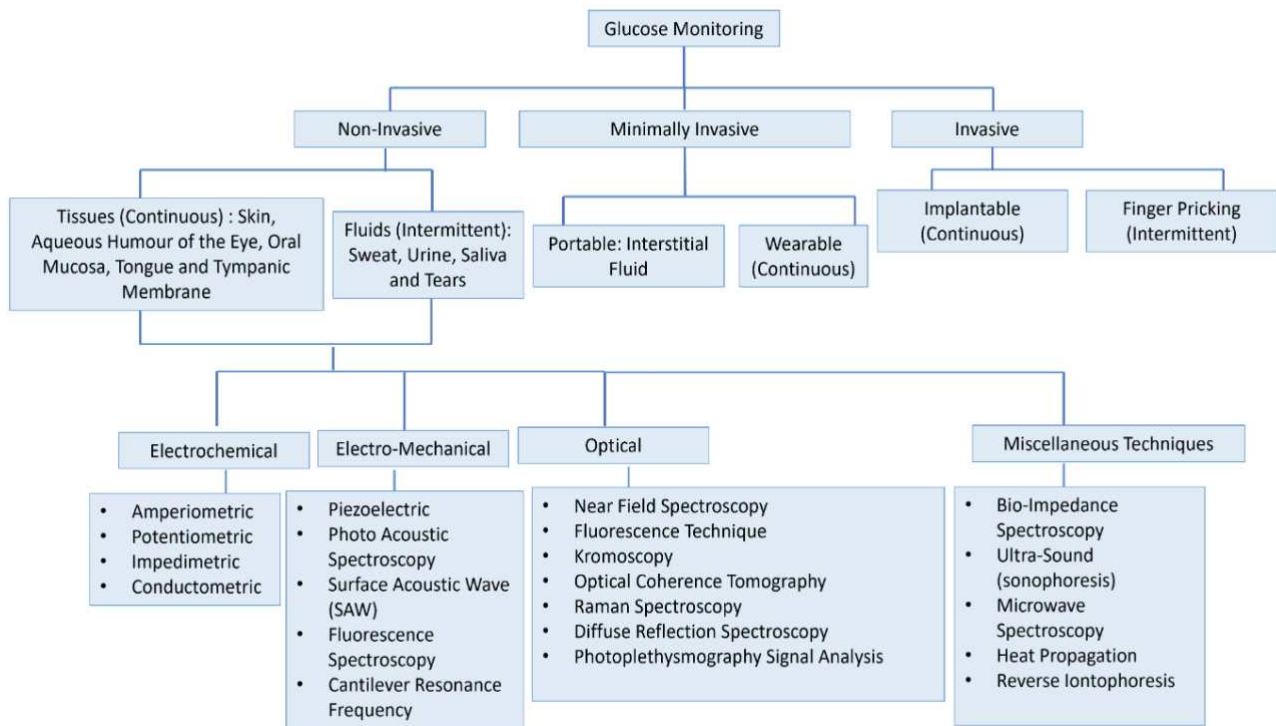 Glucose Monitoring
Non-Invasive
Minimally Invasive
Invasive
Tissues (Continuous) : Skin,
Aqueous Humour of the Eye, Oral
Mucosa, Tongue and Tympanic
Membrane
Fluids (Intermittent):
Sweat, Urine, Saliva
and Tears
Portable: Interstitial
Fluid
Wearable
(Continuous)
Implantable
(Continuous)
Finger Pricking
(Intermittent)
Electrochemical
• Amperiometric
• Potentiometric
• Impedimetric
• Conductometric
Electro-Mechanical
• Piezoelectric
• Photo Acoustic
Spectroscopy
• Surface Acoustic Wave
(SAW)
• Fluorescence
Spectroscopy
• Cantilever Resonance
Frequency
Optical
• Near Field Spectroscopy
• Fluorescence Technique
• Kromoscopy
• Optical Coherence Tomography
• Raman Spectroscopy
• Diffuse Reflection Spectroscopy
• Photoplethysmography Signal Analysis
Miscellaneous Techniques
• Bio-Impedance
Spectroscopy
• Ultra-Sound
(sonophoresis)
• Microwave
Spectroscopy
• Heat Propagation
• Reverse Iontophoresis